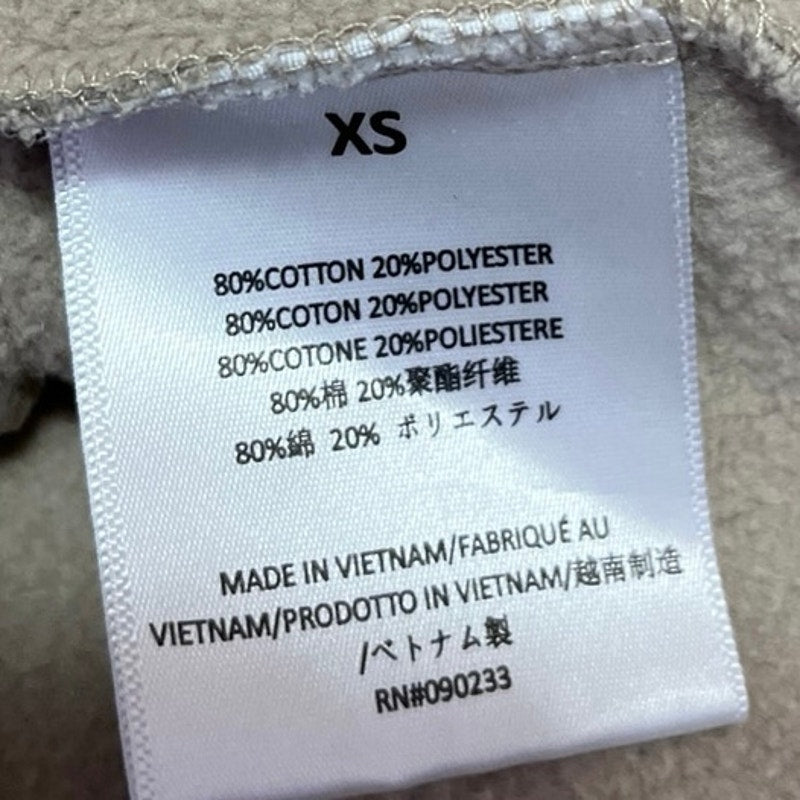 XS
80%COTTON 20%POLYESTER
80%COTON 20%POLYESTER
80%COTONE 20%POLIESTERE
80%棉 20%聚酯纤维
80%綿 20% ポリエステル
MADE IN VIETNAM/FABRIQUÉ AU
VIETNAM/PRODOTTO IN VIETNAM/越南制造
/ベトナム製
RN#090233